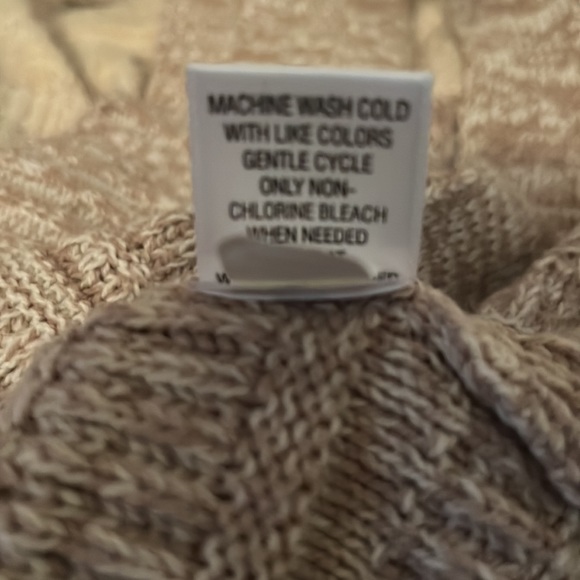 MACHINE WASH COLD
WITH LIKE COLORS
GENTLE CYCLE
ONLY NON-
CHLORINE BLEACH
WHEN NEEDED